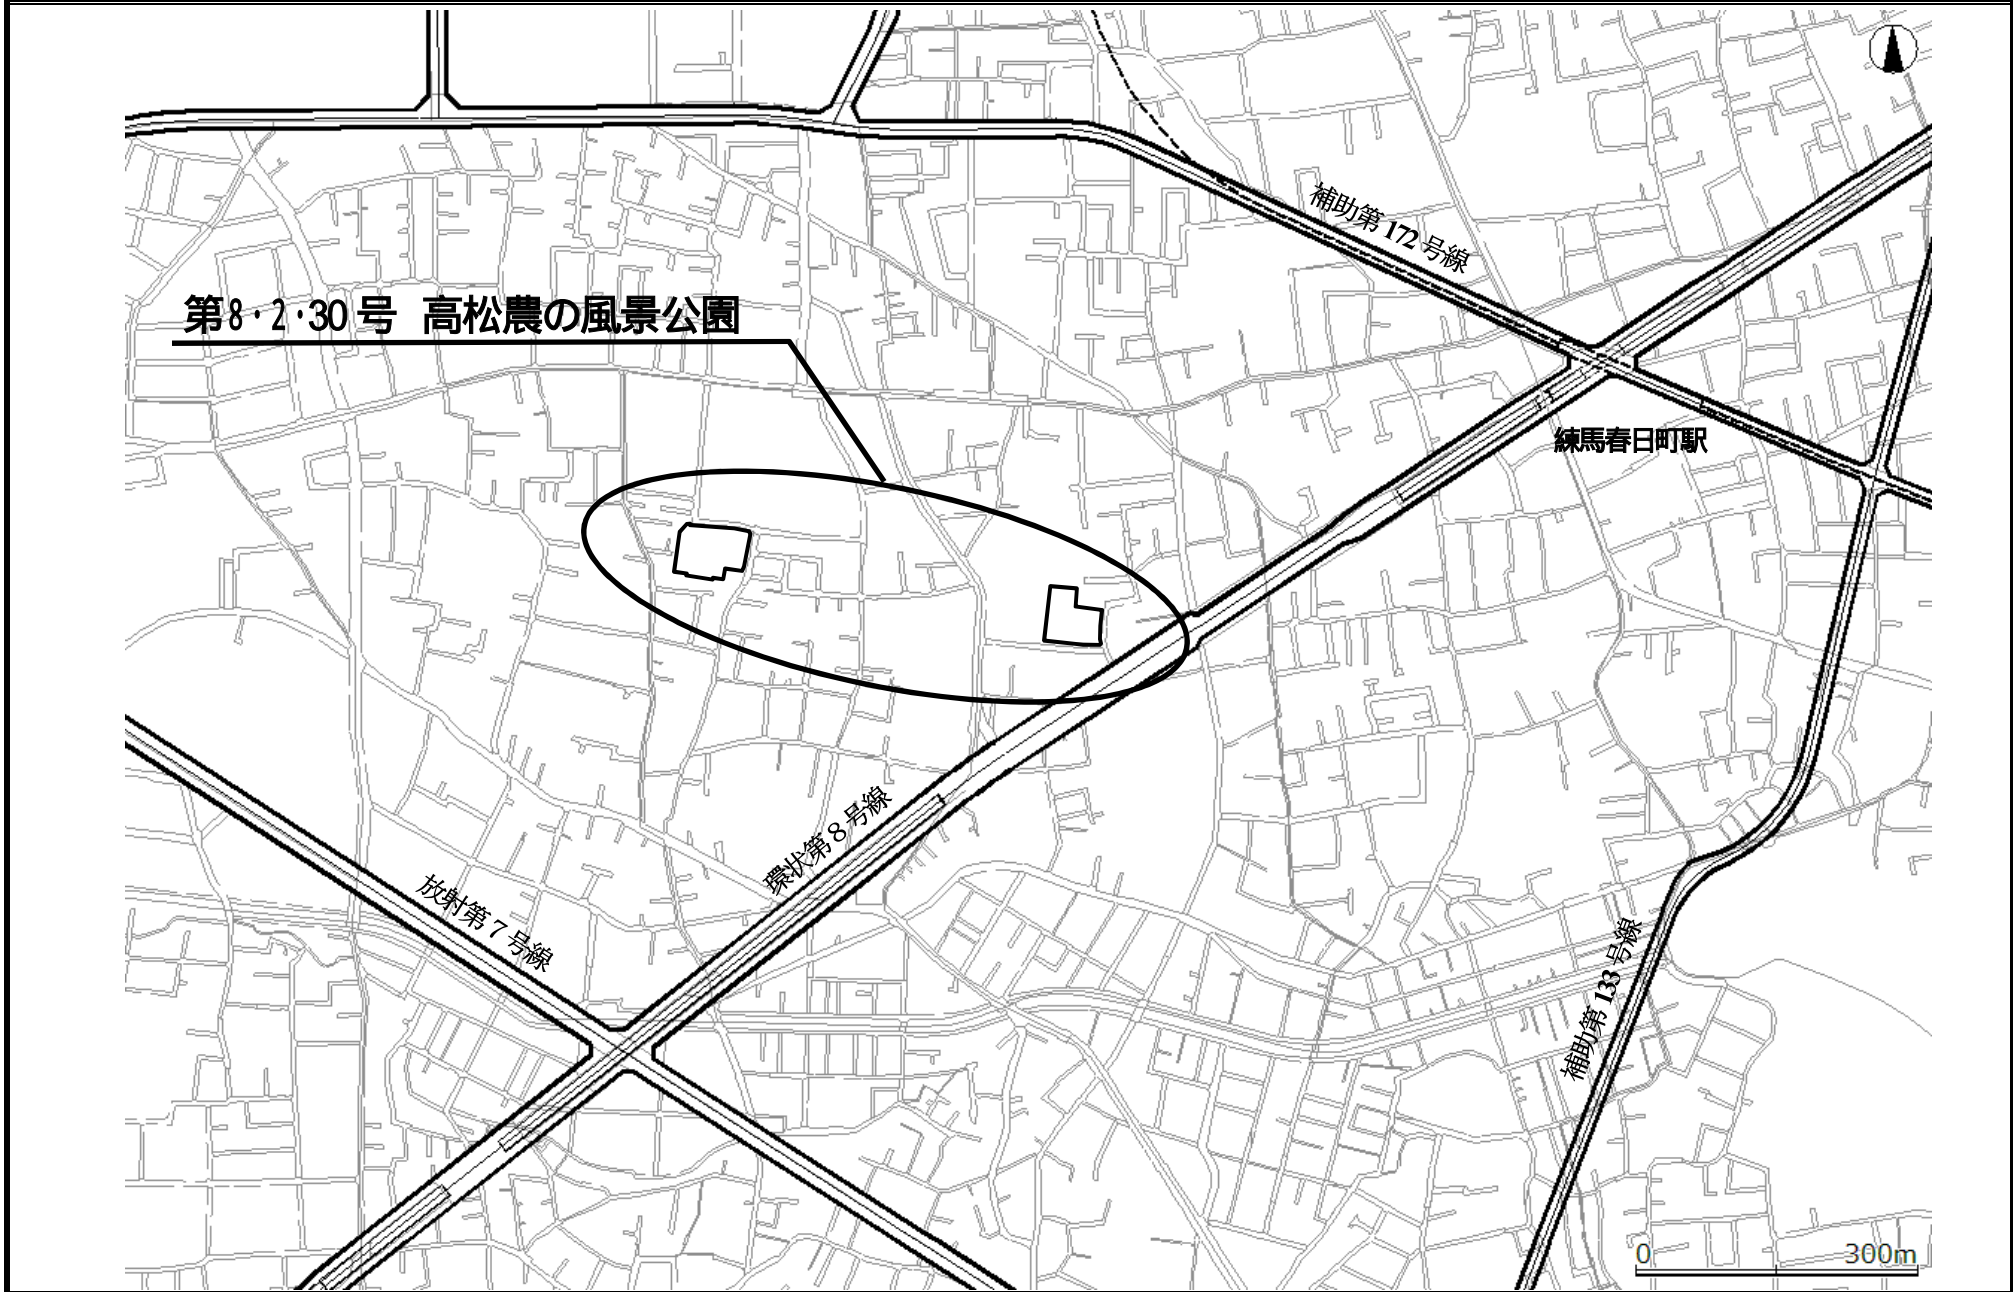 補助第172号線
第8・2・30号 高松農の風景公園
練馬春日町駅
環状第8号線
放射第7号線
補助第133号線
0 300m